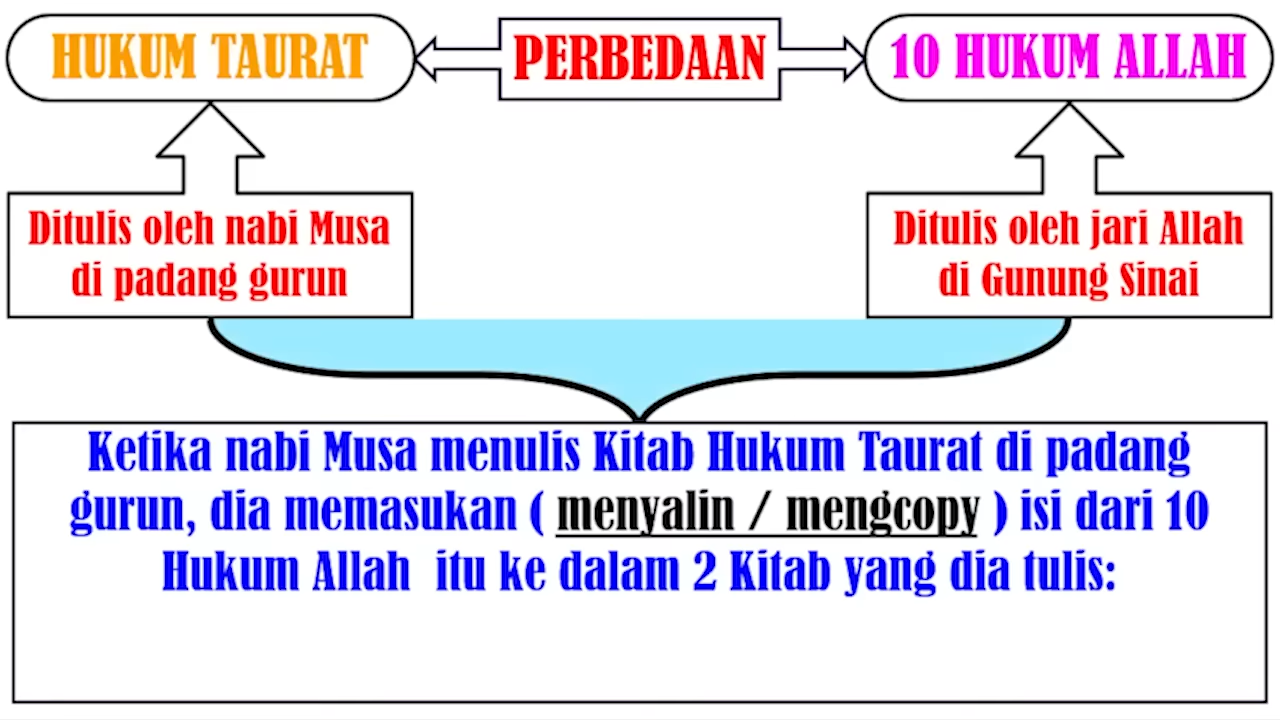 HUKUM TAURAT
PERBEDAAN
10 HUKUM ALLAH
Ditulis oleh nabi Musa
di padang gurun
Ditulis oleh jari Allah
di Gunung Sinai
Ketika nabi Musa menulis Kitab Hukum Taurat di padang
gurun, dia memasukan ( menyalin / mengcopy ) isi dari 10
Hukum Allah itu ke dalam 2 Kitab yang dia tulis: